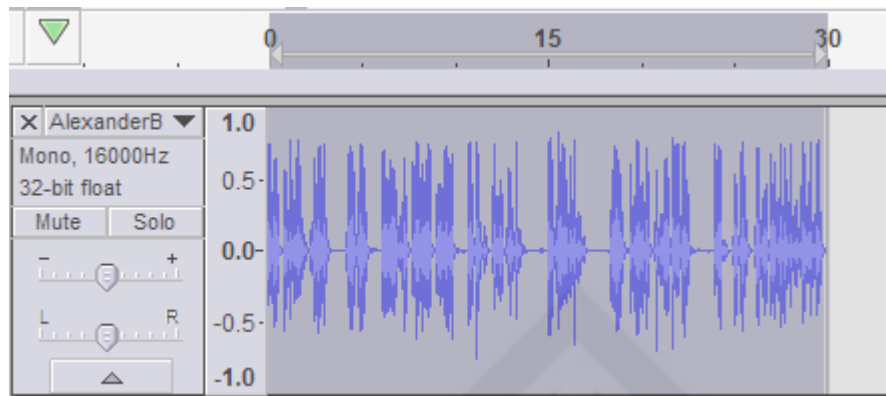 0 15 30
X AlexanderB
1.0
Mono, 16000Hz
32-bit float
0.5-
Mute Solo
0.0-
- +
L R
-0.5-
-1.0